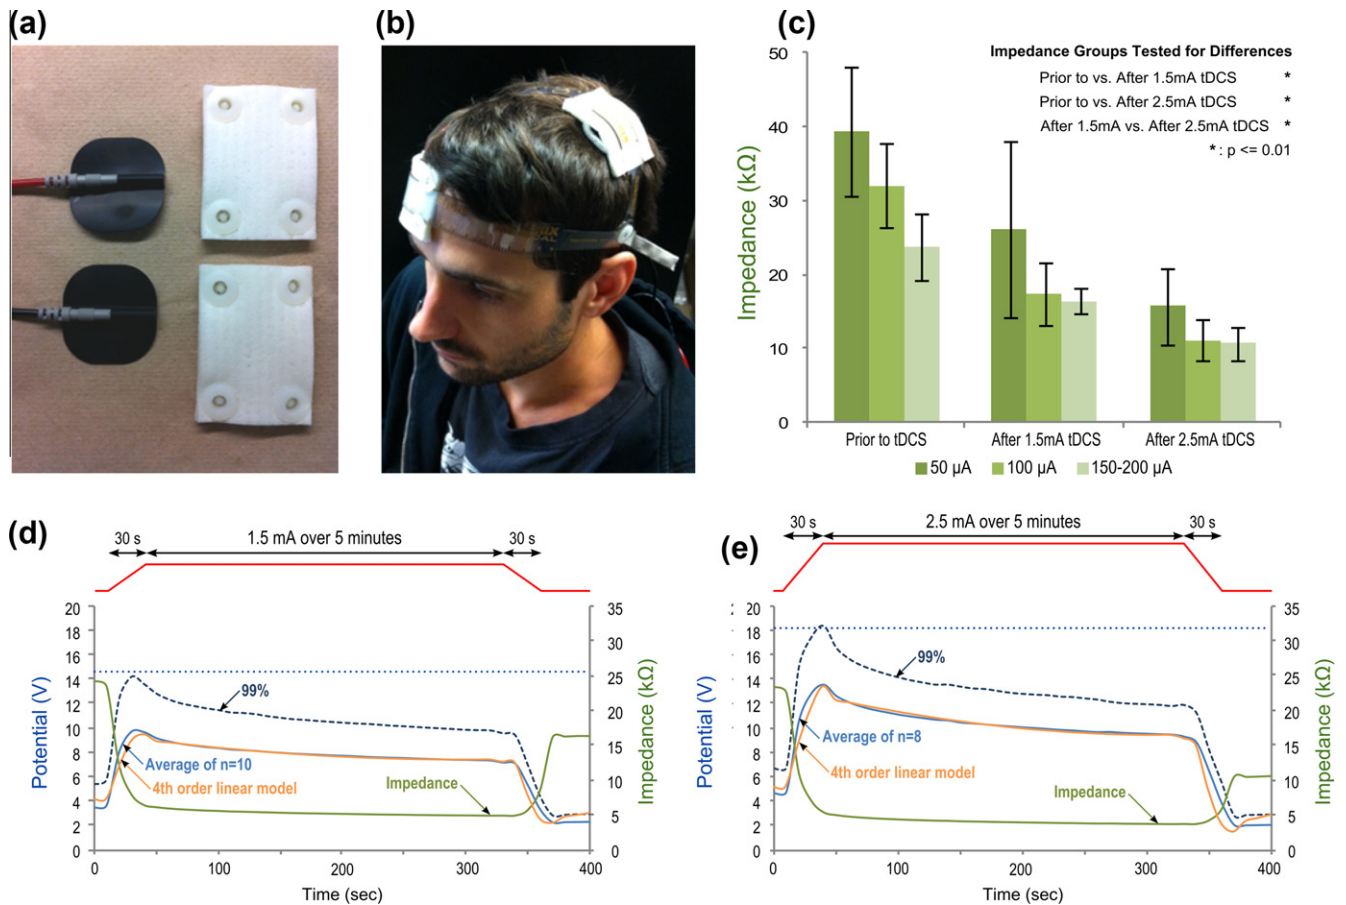 (a)
(b)
(c)
Impedance Groups Tested for Differences
Prior to vs. After 1.5mA tDCS *
Prior to vs. After 2.5mA tDCS *
After 1.5mA vs. After 2.5mA tDCS *
* : p <= 0.01
Impedance (kΩ)
50
40
30
20
10
0
Prior to tDCS
After 1.5mA tDCS
After 2.5mA tDCS
50 µA
100 µA
150-200 µA
(d)
30 s
1.5 mA over 5 minutes
30 s
Potential (V)
20
18
16
14
12
10
8
6
4
2
0
99%
Average of n=10
4th order linear model
Impedance
35
30
25
20
15
10
5
0
Impedance (kΩ)
0
100
200
300
400
Time (sec)
(e)
30 s
2.5 mA over 5 minutes
30 s
Potential (V)
20
18
16
14
12
10
8
6
4
2
0
99%
Average of n=8
4th order linear model
Impedance
35
30
25
20
15
10
5
0
Impedance (kΩ)
0
100
200
300
400
Time (sec)